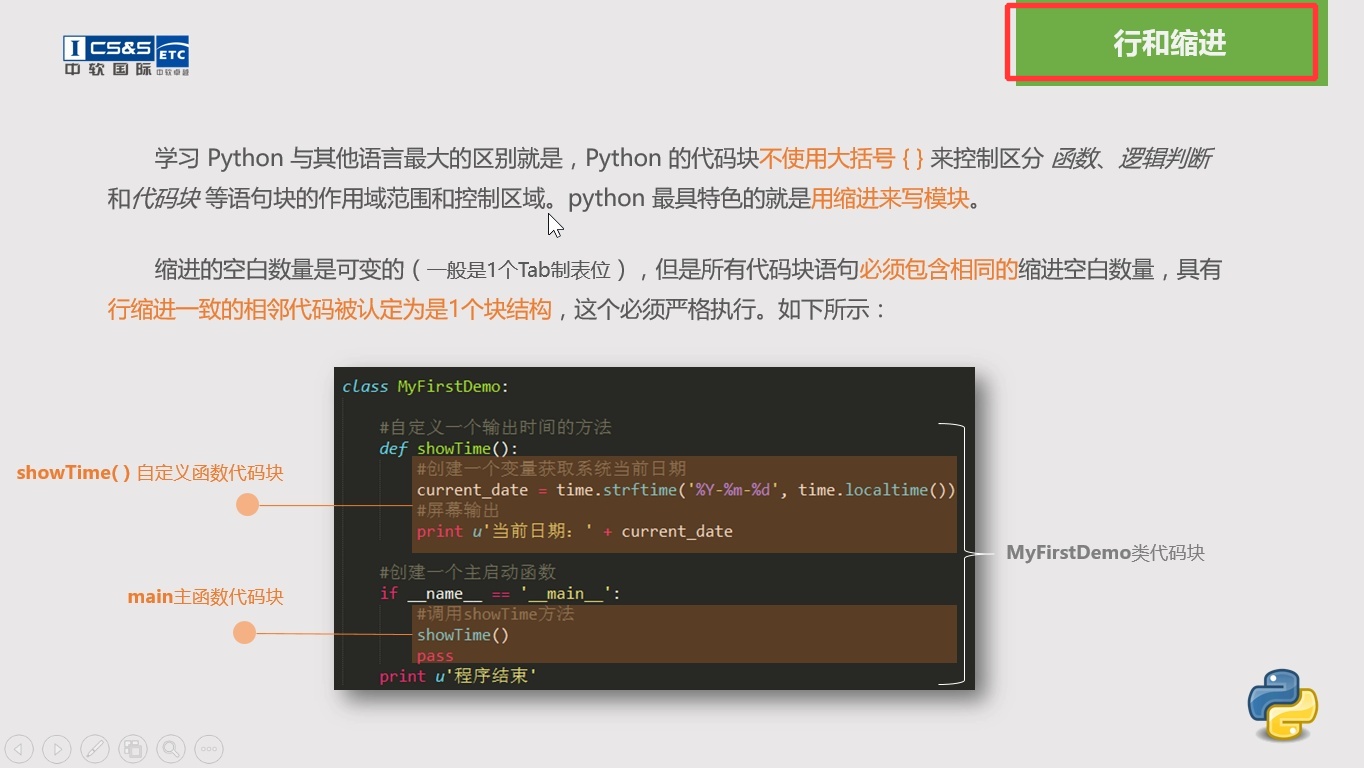 I CS&S ETC
中软国际 中软卓越
行和缩进
学习 Python 与其他语言最大的区别就是，Python 的代码块不使用大括号 { } 来控制区分 函数、逻辑判断
和代码块 等语句块的作用域范围和控制区域。python 最具特色的就是用缩进来写模块。
缩进的空白数量是可变的（一般是1个Tab制表位），但是所有代码块语句必须包含相同的缩进空白数量，具有
行缩进一致的相邻代码被认定为是1个块结构，这个必须严格执行。如下所示：
class MyFirstDemo:
#自定义一个输出时间的方法
def showTime():
#创建一个变量获取系统当前日期
current_date = time.strftime('%Y-%m-%d', time.localtime())
#屏幕输出
print u'当前日期：' + current_date
#创建一个主启动函数
if __name__ == '__main__':
#调用showTime方法
showTime()
pass
print u'程序结束'
showTime( ) 自定义函数代码块
main主函数代码块
MyFirstDemo类代码块